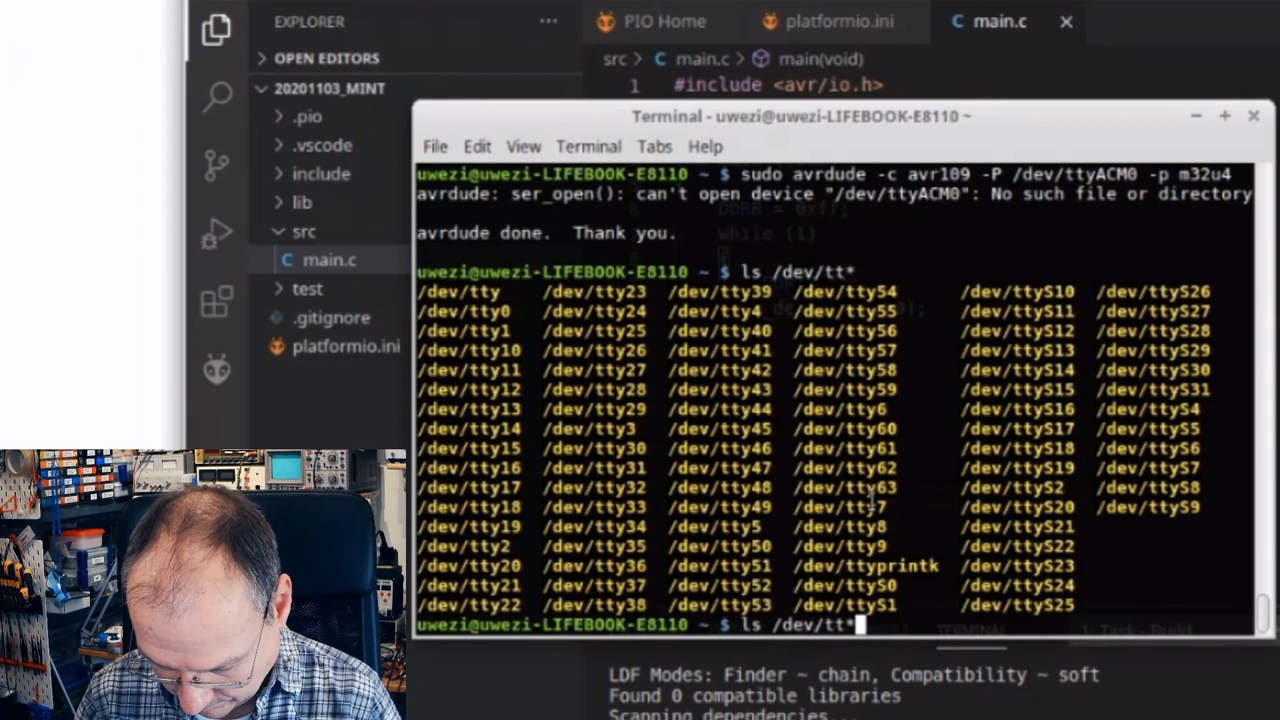 EXPLORER
OPEN EDITORS
20201103_MINT
.pio
.vscode
include
lib
src
main.c
test
.gitignore
platformio.ini
PIO Home platformio.ini main.c
src > main.c > main(void)
1 #include <avr/io.h>
Terminal - uwezi@uwezi-LIFEBOOK-E8110 ~
File Edit View Terminal Tabs Help
uwezi@uwezi-LIFEBOOK-E8110 ~ $ sudo avrdude -c avr109 -P /dev/ttyACM0 -p m32u4
avrdude: ser_open(): can't open device "/dev/ttyACM0": No such file or directory
DDRB = 0xff;
avrdude done.  Thank you.
while (1)
uwezi@uwezi-LIFEBOOK-E8110 ~ $ ls /dev/tt*
/dev/tty /dev/tty23 /dev/tty39 /dev/tty54 /dev/ttyS10 /dev/ttyS26
/dev/tty0 /dev/tty24 /dev/tty4 /dev/tty55 /dev/ttyS11 /dev/ttyS27
/dev/tty1 /dev/tty25 /dev/tty40 /dev/tty56 /dev/ttyS12 /dev/ttyS28
/dev/tty10 /dev/tty26 /dev/tty41 /dev/tty57 /dev/ttyS13 /dev/ttyS29
/dev/tty11 /dev/tty27 /dev/tty42 /dev/tty58 /dev/ttyS14 /dev/ttyS30
/dev/tty12 /dev/tty28 /dev/tty43 /dev/tty59 /dev/ttyS15 /dev/ttyS31
/dev/tty13 /dev/tty29 /dev/tty44 /dev/tty6 /dev/ttyS16 /dev/ttyS4
/dev/tty14 /dev/tty3 /dev/tty45 /dev/tty60 /dev/ttyS17 /dev/ttyS5
/dev/tty15 /dev/tty30 /dev/tty46 /dev/tty61 /dev/ttyS18 /dev/ttyS6
/dev/tty16 /dev/tty31 /dev/tty47 /dev/tty62 /dev/ttyS19 /dev/ttyS7
/dev/tty17 /dev/tty32 /dev/tty48 /dev/tty63 /dev/ttyS2 /dev/ttyS8
/dev/tty18 /dev/tty33 /dev/tty49 /dev/tty7 /dev/ttyS20 /dev/ttyS9
/dev/tty19 /dev/tty34 /dev/tty5 /dev/tty8 /dev/ttyS21
/dev/tty2 /dev/tty35 /dev/tty50 /dev/tty9 /dev/ttyS22
/dev/tty20 /dev/tty36 /dev/tty51 /dev/ttyprintk /dev/ttyS23
/dev/tty21 /dev/tty37 /dev/tty52 /dev/ttyS0 /dev/ttyS24
/dev/tty22 /dev/tty38 /dev/tty53 /dev/ttyS1 /dev/ttyS25
uwezi@uwezi-LIFEBOOK-E8110 ~ $ ls /dev/tt*
TERMINAL 1: Task - Build
LDF Modes: Finder ~ chain, Compatibility ~ soft
Found 0 compatible libraries
Scanning dependencies...